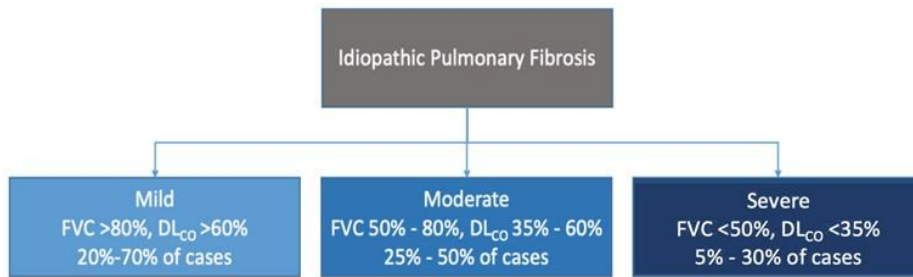 Idiopathic Pulmonary Fibrosis
Mild
FVC >80%, DLCO >60%
20%-70% of cases
Moderate
FVC 50% - 80%, DLCO 35% - 60%
25% - 50% of cases
Severe
FVC <50%, DLCO <35%
5% - 30% of cases